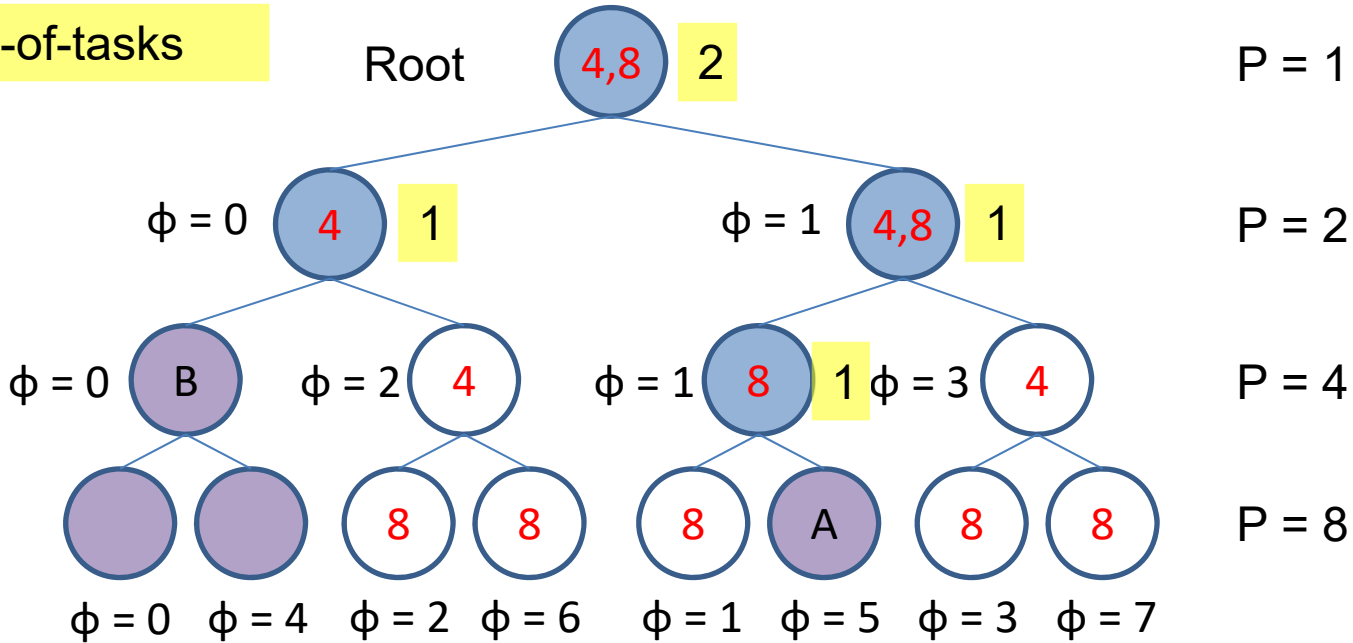 -of-tasks
Root 4,8 2 P = 1
ϕ = 0 4 1 ϕ = 1 4,8 1 P = 2
ϕ = 0 B ϕ = 2 4 ϕ = 1 8 1 ϕ = 3 4 P = 4
8 8 8 A 8 8 P = 8
ϕ = 0 ϕ = 4 ϕ = 2 ϕ = 6 ϕ = 1 ϕ = 5 ϕ = 3 ϕ = 7